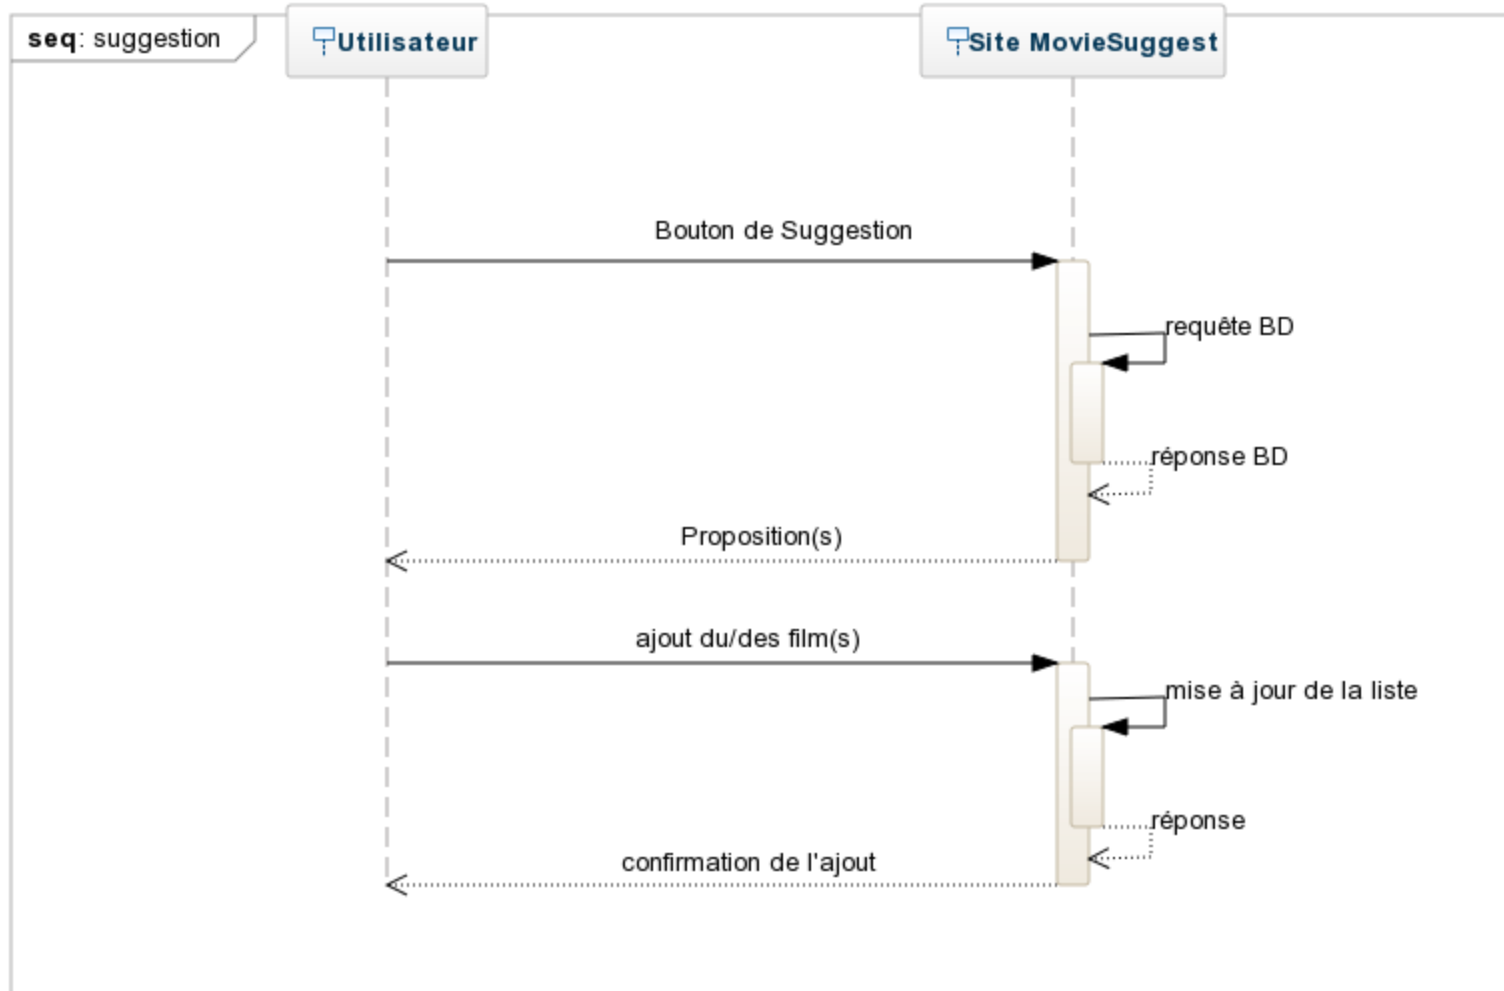 seq: suggestion
Utilisateur
Site MovieSuggest
Bouton de Suggestion
requête BD
réponse BD
Proposition(s)
ajout du/des film(s)
mise à jour de la liste
réponse
confirmation de l'ajout